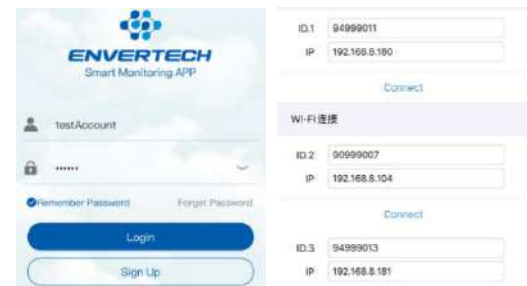 ENVERTECH
Smart Monitoring APP
testAccount
••••••
Remember Password
Forget Password
Login
Sign Up
ID.1 94999011
IP 192.168.8.180
Connect
Wi-Fi连接
ID.2 90999007
IP 192.168.8.104
Connect
ID.3 94999013
IP 192.168.8.181